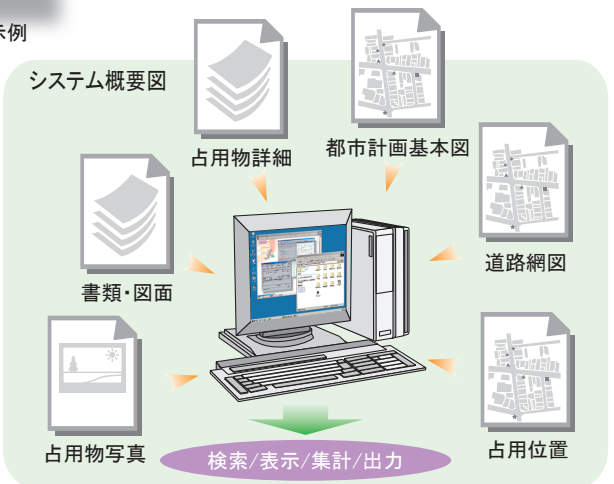 示例
システム概要図
占用物詳細
都市計画基本図
書類・図面
道路網図
占用物写真
占用位置
検索/表示/集計/出力